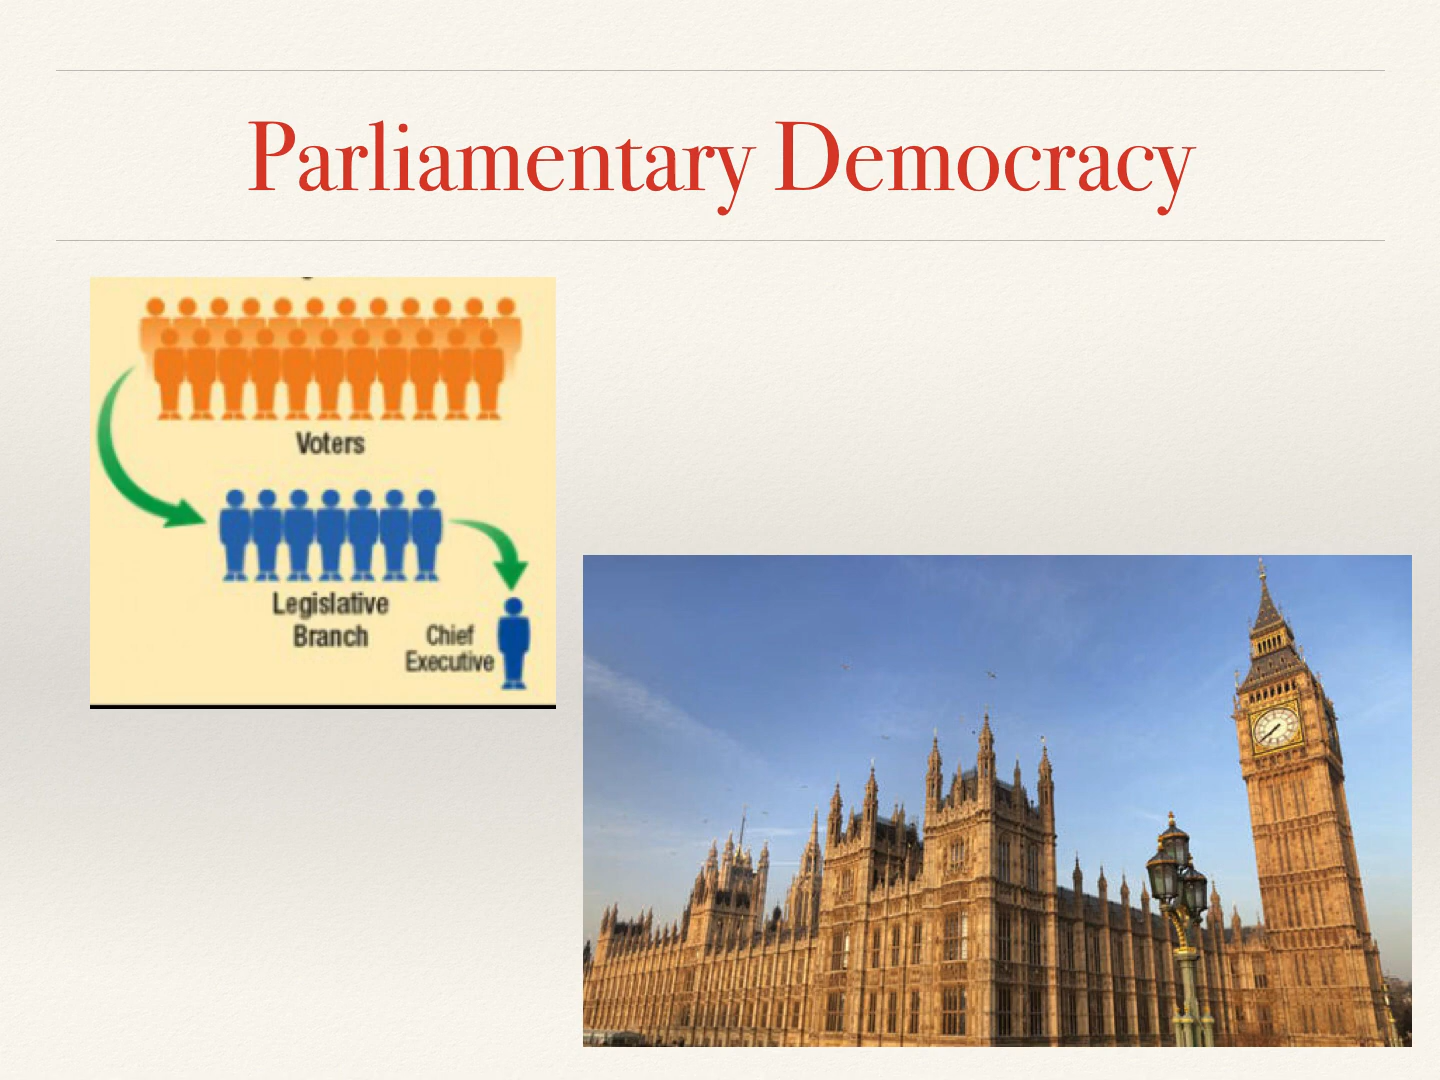 Parliamentary Democracy
Voters
Legislative
Branch
Chief
Executive